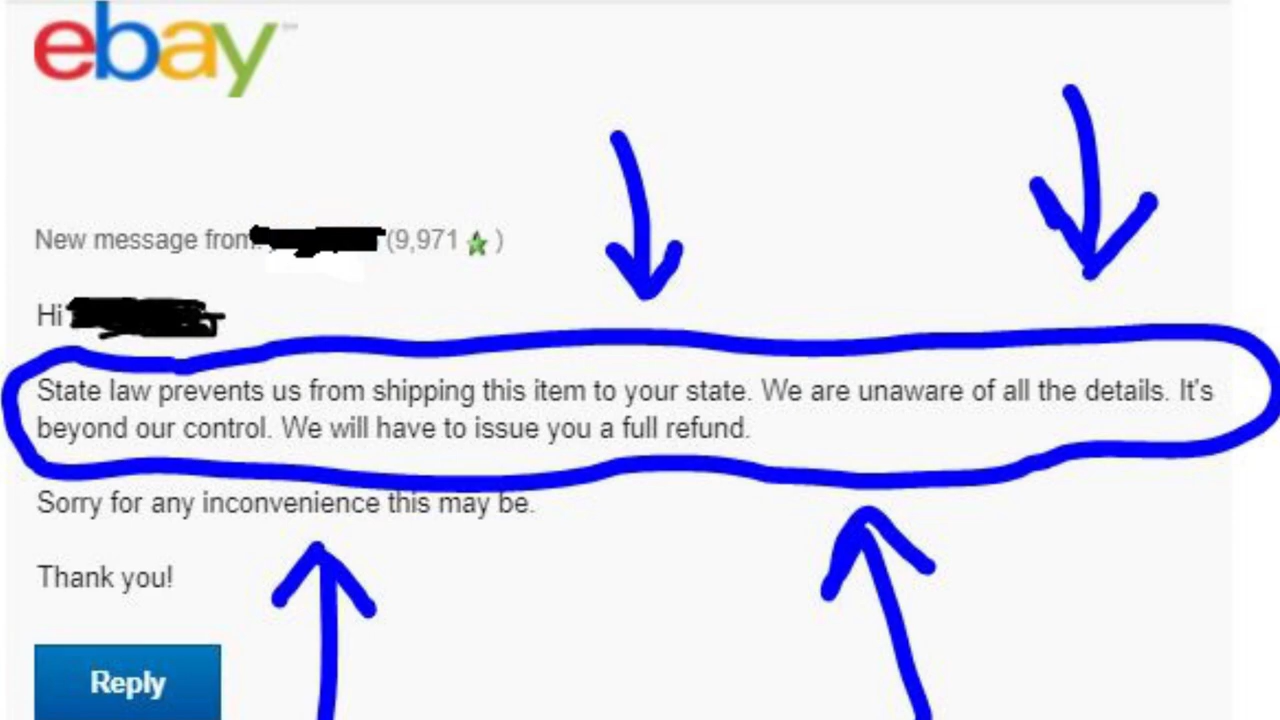 ebay
New message from (9,971 )
Hi
State law prevents us from shipping this item to your state. We are unaware of all the details. It's
beyond our control. We will have to issue you a full refund.
Sorry for any inconvenience this may be.
Thank you!
Reply